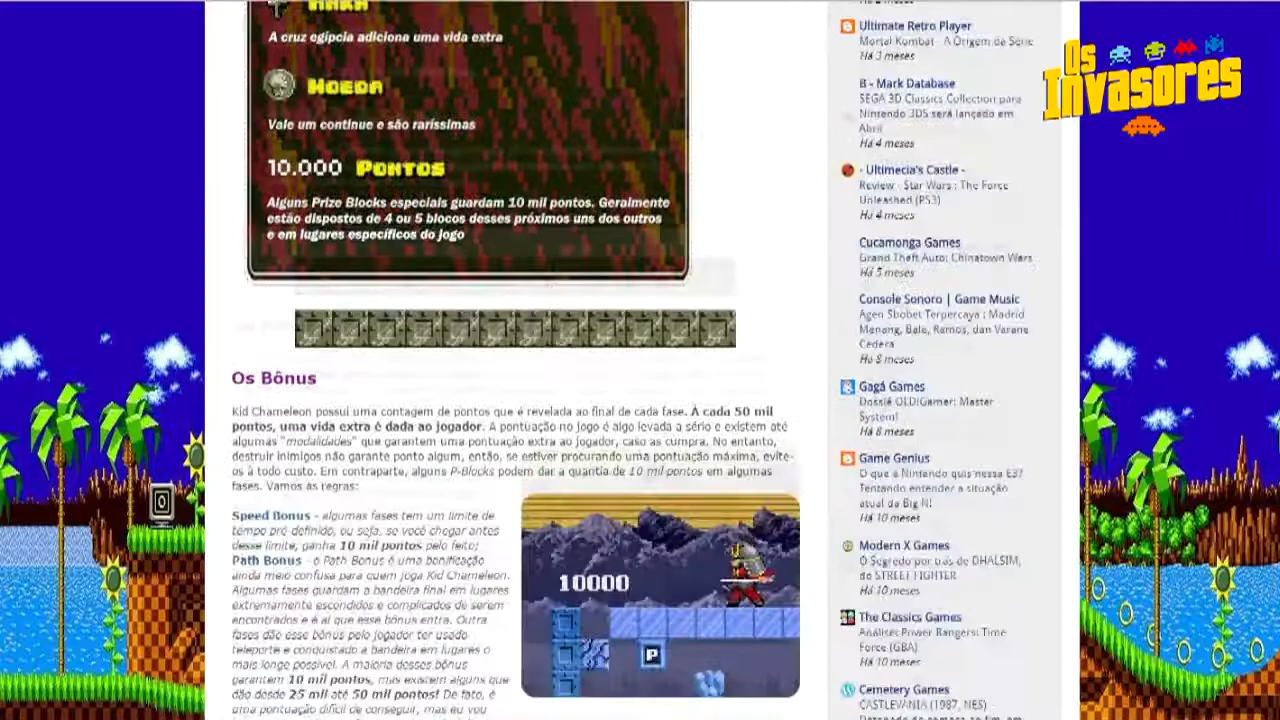 A cruz egípcia adiciona uma vida extra
MOEDA
Vale um continue e são raríssimas
10.000 PONTOS
Alguns Prize Blocks especiais guardam 10 mil pontos. Geralmente
estão dispostos de 4 ou 5 blocos desses próximos uns dos outros
e em lugares específicos do jogo
Os Bônus
Kid Chameleon possui uma contagem de pontos que é revelada ao final de cada fase. À cada 50 mil
pontos, uma vida extra é dada ao jogador. A pontuação no jogo é algo levada a sério e existem até
algumas "modalidades" que garantem uma pontuação extra ao jogador, caso as cumpra. No entanto,
destruir inimigos não garante ponto algum, então, se estiver procurando uma pontuação máxima, evite-
os à todo custo. Em contraparte, alguns P-Blocks podem dar a quantia de 10 mil pontos em algumas
fases. Vamos às regras:
Speed Bonus - algumas fases tem um limite de
tempo pré-definido, ou seja, se você chegar antes
desse limite, ganha 10 mil pontos pelo feito;
Path Bonus - o Path Bonus é uma bonificação
ainda meio confusa para quem joga Kid Chameleon.
Algumas fases guardam a bandeira final em lugares
extremamente escondidos e complicados de serem
encontrados e é aí que esse bônus entra. Outra
fases dão esse bônus pelo jogador ter usado
teleporte e conquistado a bandeira em lugares o
mais longe possível. A maioria desses bônus
garantem 10 mil pontos, mas existem alguns que
dão desde 25 mil até 50 mil pontos! De fato, é
uma pontuação difícil de conseguir, mas eu vou
10000
P
Ultimate Retro Player
Mortal Kombat - A Origem da Série
Há 3 meses
B - Mark Database
SEGA 3D Classics Collection para
Nintendo 3DS será lançado em
Abril
Há 4 meses
- Ultimecia's Castle -
Review - Star Wars : The Force
Unleashed (PS3)
Há 4 meses
Cucamonga Games
Grand Theft Auto: Chinatown Wars
Há 5 meses
Console Sonoro | Game Music
Agen Sbobet Terpercaya : Madrid
Menang, Bale, Ramos, dan Varane
Cedera
Há 8 meses
Gagá Games
Dossiê OLD!Gamer: Master
System!
Há 8 meses
Game Genius
O que a Nintendo quis nessa E3?
Tentando entender a situação
atual da Big N!
Há 10 meses
Modern X Games
O Segredo por trás de DHALSIM,
do STREET FIGHTER
Há 10 meses
The Classics Games
Análise: Power Rangers: Time
Force (GBA)
Há 10 meses
Cemetery Games
CASTLEVANIA (1987, NES) -
Os
Invasores